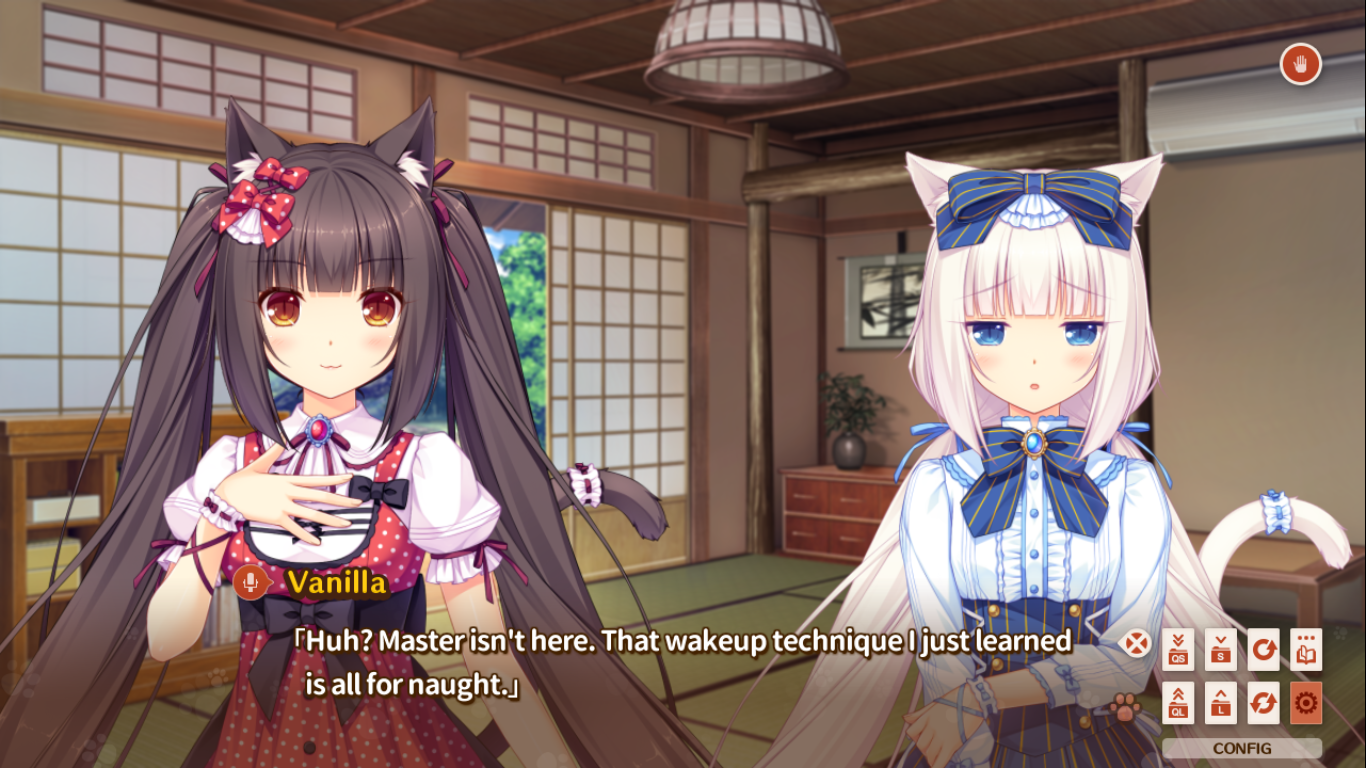 Vanilla
「Huh? Master isn't here. That wakeup technique I just learned
is all for naught.」
QS
S
QL
L
CONFIG